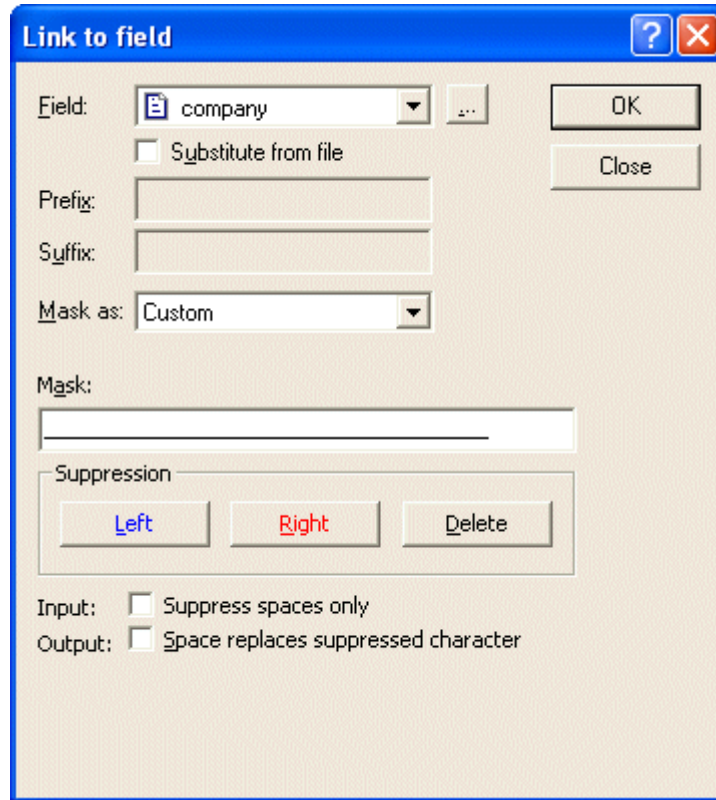 Link to field
Field: company ... OK
Substitute from file
Close
Prefix:
Suffix:
Mask as: Custom
Mask:
Suppression
Left Right Delete
Input: Suppress spaces only
Output: Space replaces suppressed character